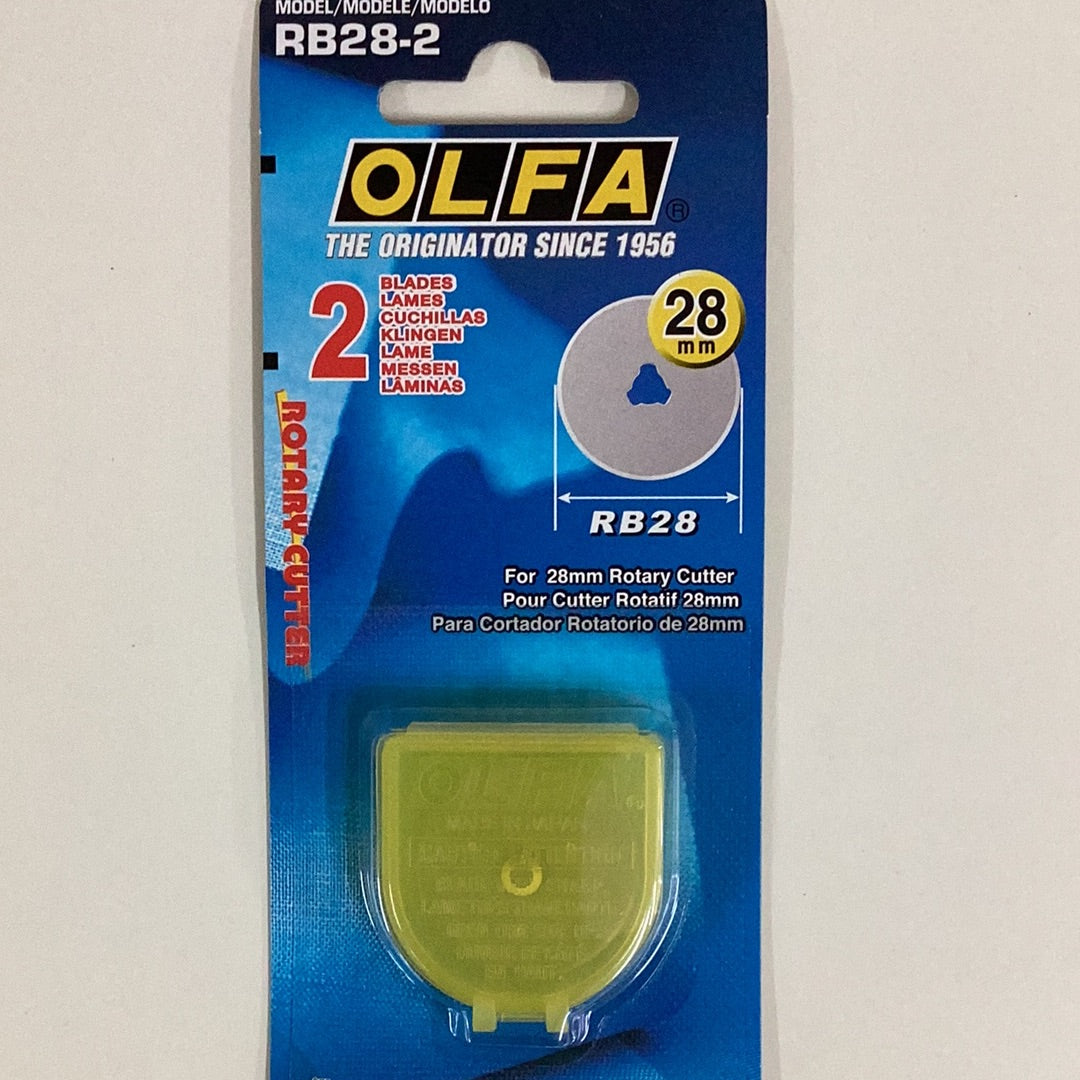 MODEL/MODÈLE/MODELO
RB28-2
OLFA®
THE ORIGINATOR SINCE 1956
2
BLADES
LAMES
CUCHILLAS
KLINGEN
LAME
MESSEN
LÂMINAS
28
mm
ROTARY CUTTER
RB28
For 28mm Rotary Cutter
Pour Cutter Rotatif 28mm
Para Cortador Rotatorio de 28mm
OLFA